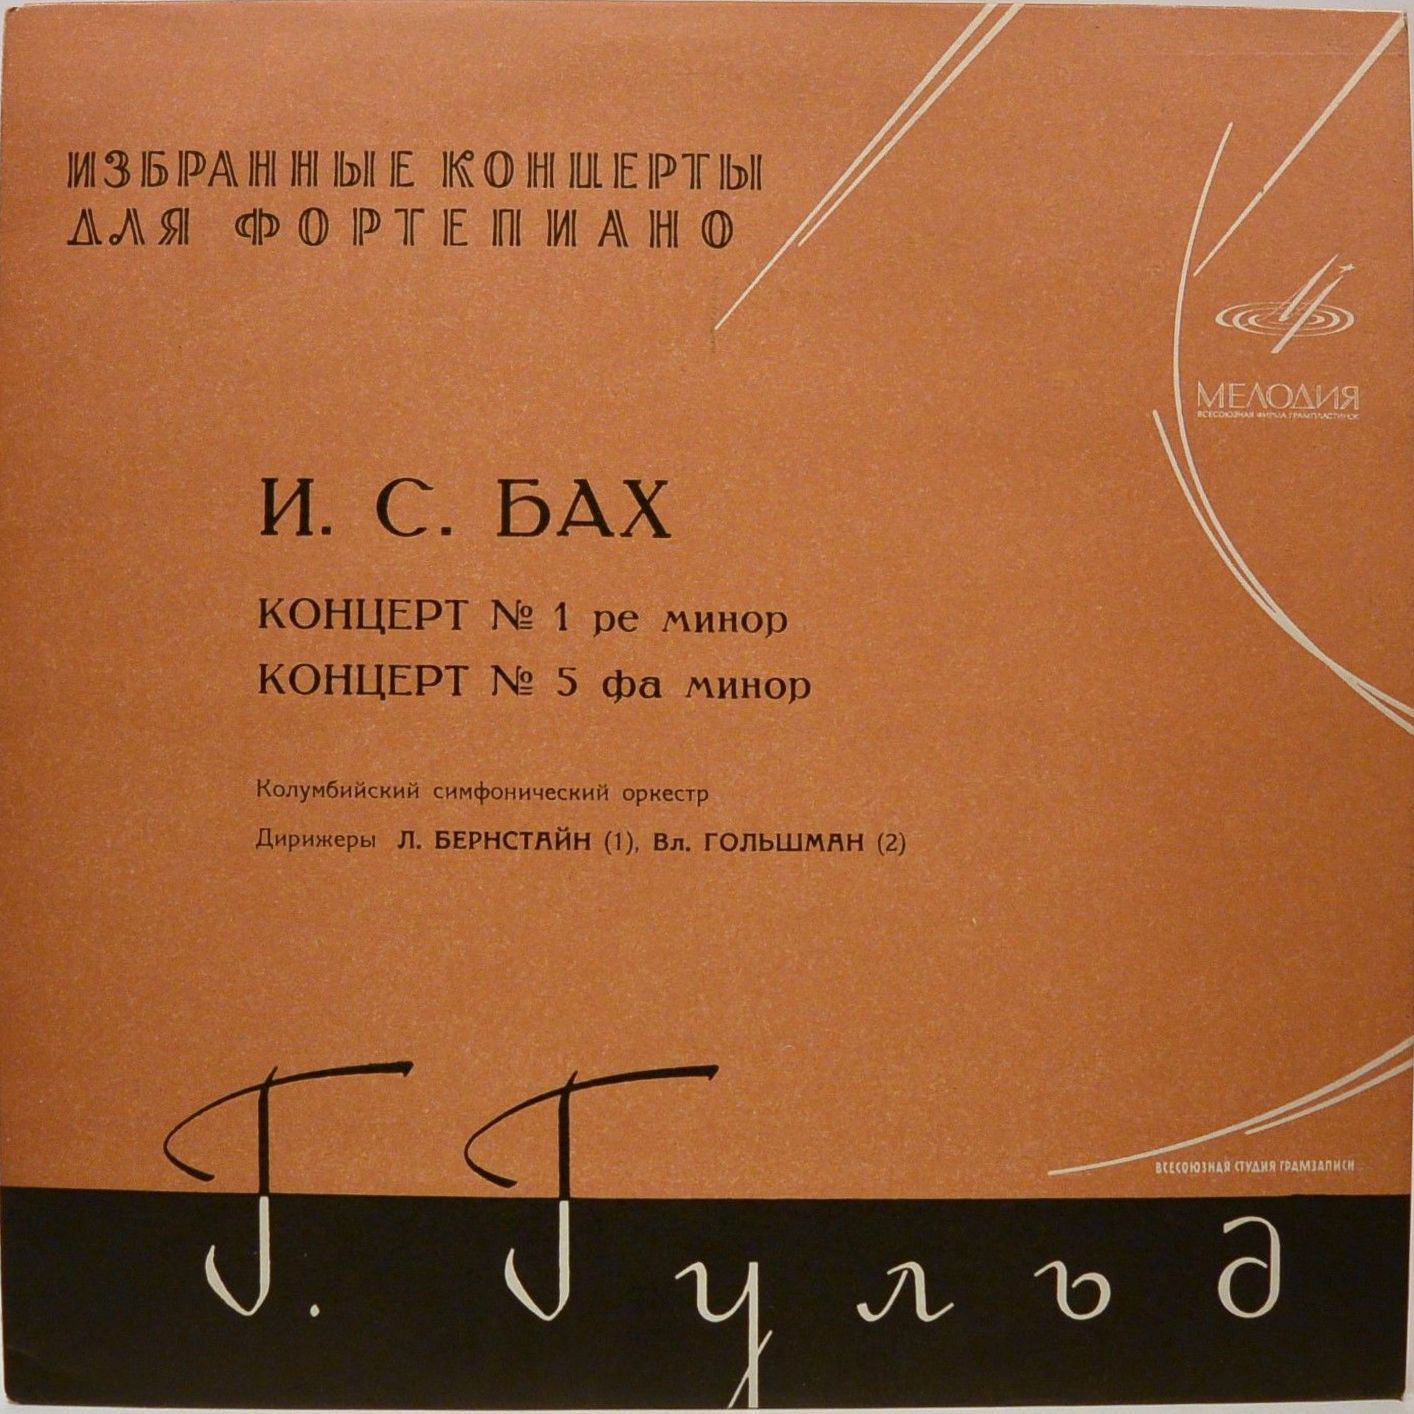 ИЗБРАННЫЕ КОНЦЕРТЫ
ДЛЯ ФОРТЕПИАНО
МЕЛОДИЯ
ВСЕСОЮЗНАЯ ФИРМА ГРАМПЛАСТИНОК
И. С. БАХ
КОНЦЕРТ № 1 ре минор
КОНЦЕРТ № 5 фа минор
Колумбийский симфонический оркестр
Дирижеры Л. БЕРНСТАЙН (1), Вл. ГОЛЬШМАН (2)
ВСЕСОЮЗНАЯ СТУДИЯ ГРАМЗАПИСИ
Г. Гульд